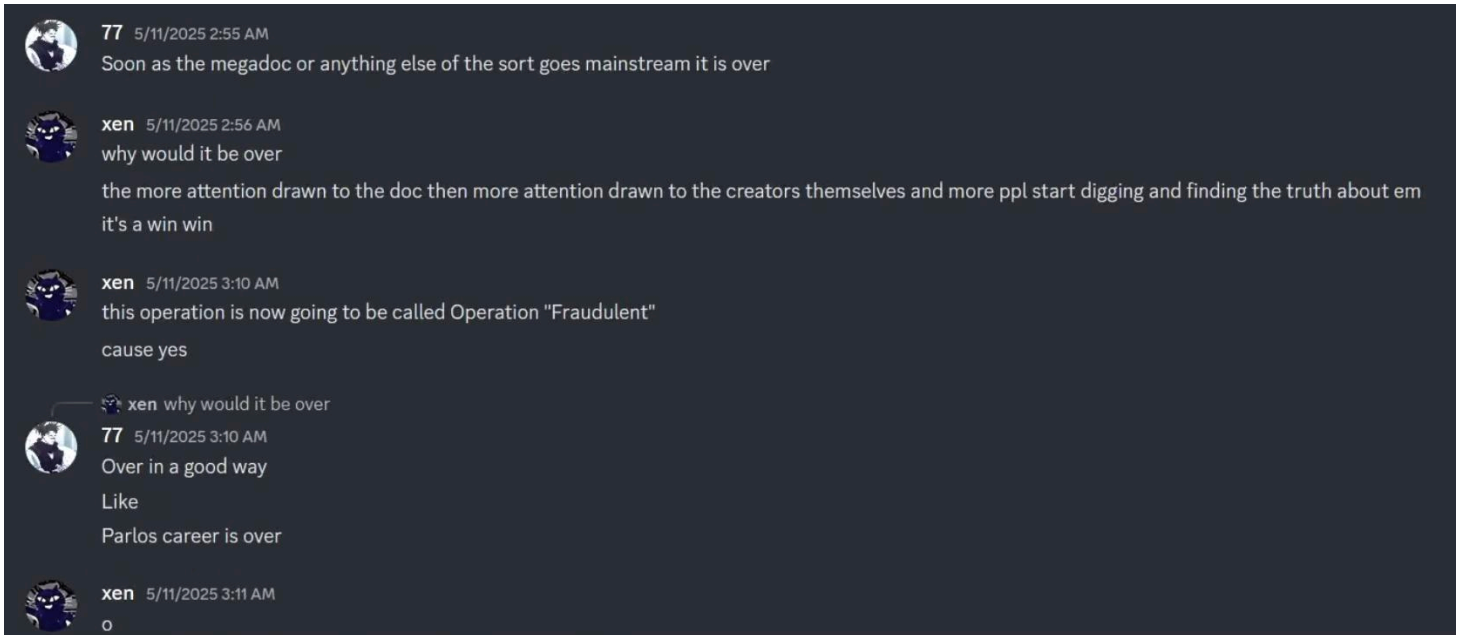 77 5/11/2025 2:55 AM
Soon as the megadoc or anything else of the sort goes mainstream it is over
xen 5/11/2025 2:56 AM
why would it be over
the more attention drawn to the doc then more attention drawn to the creators themselves and more ppl start digging and finding the truth about em
it's a win win
xen 5/11/2025 3:10 AM
this operation is now going to be called Operation "Fraudulent"
cause yes
xen why would it be over
77 5/11/2025 3:10 AM
Over in a good way
Like
Parlos career is over
xen 5/11/2025 3:11 AM
o